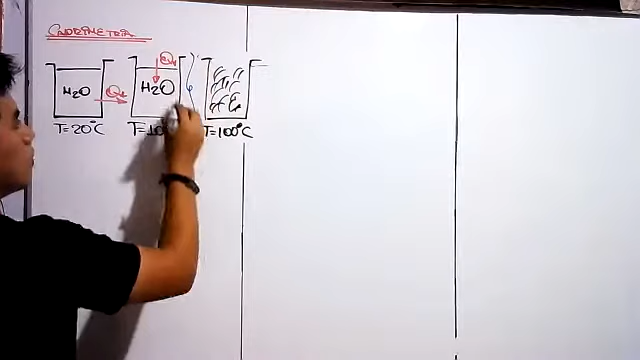 CALORIMETRIA
H₂O
H₂O
T=20°C
T=100°C